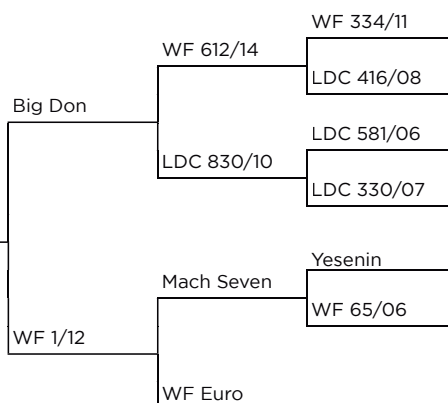 WF 334/11
WF 612/14
LDC 416/08
Big Don
LDC 581/06
LDC 830/10
LDC 330/07
Yesenin
Mach Seven
WF 65/06
WF 1/12
WF Euro